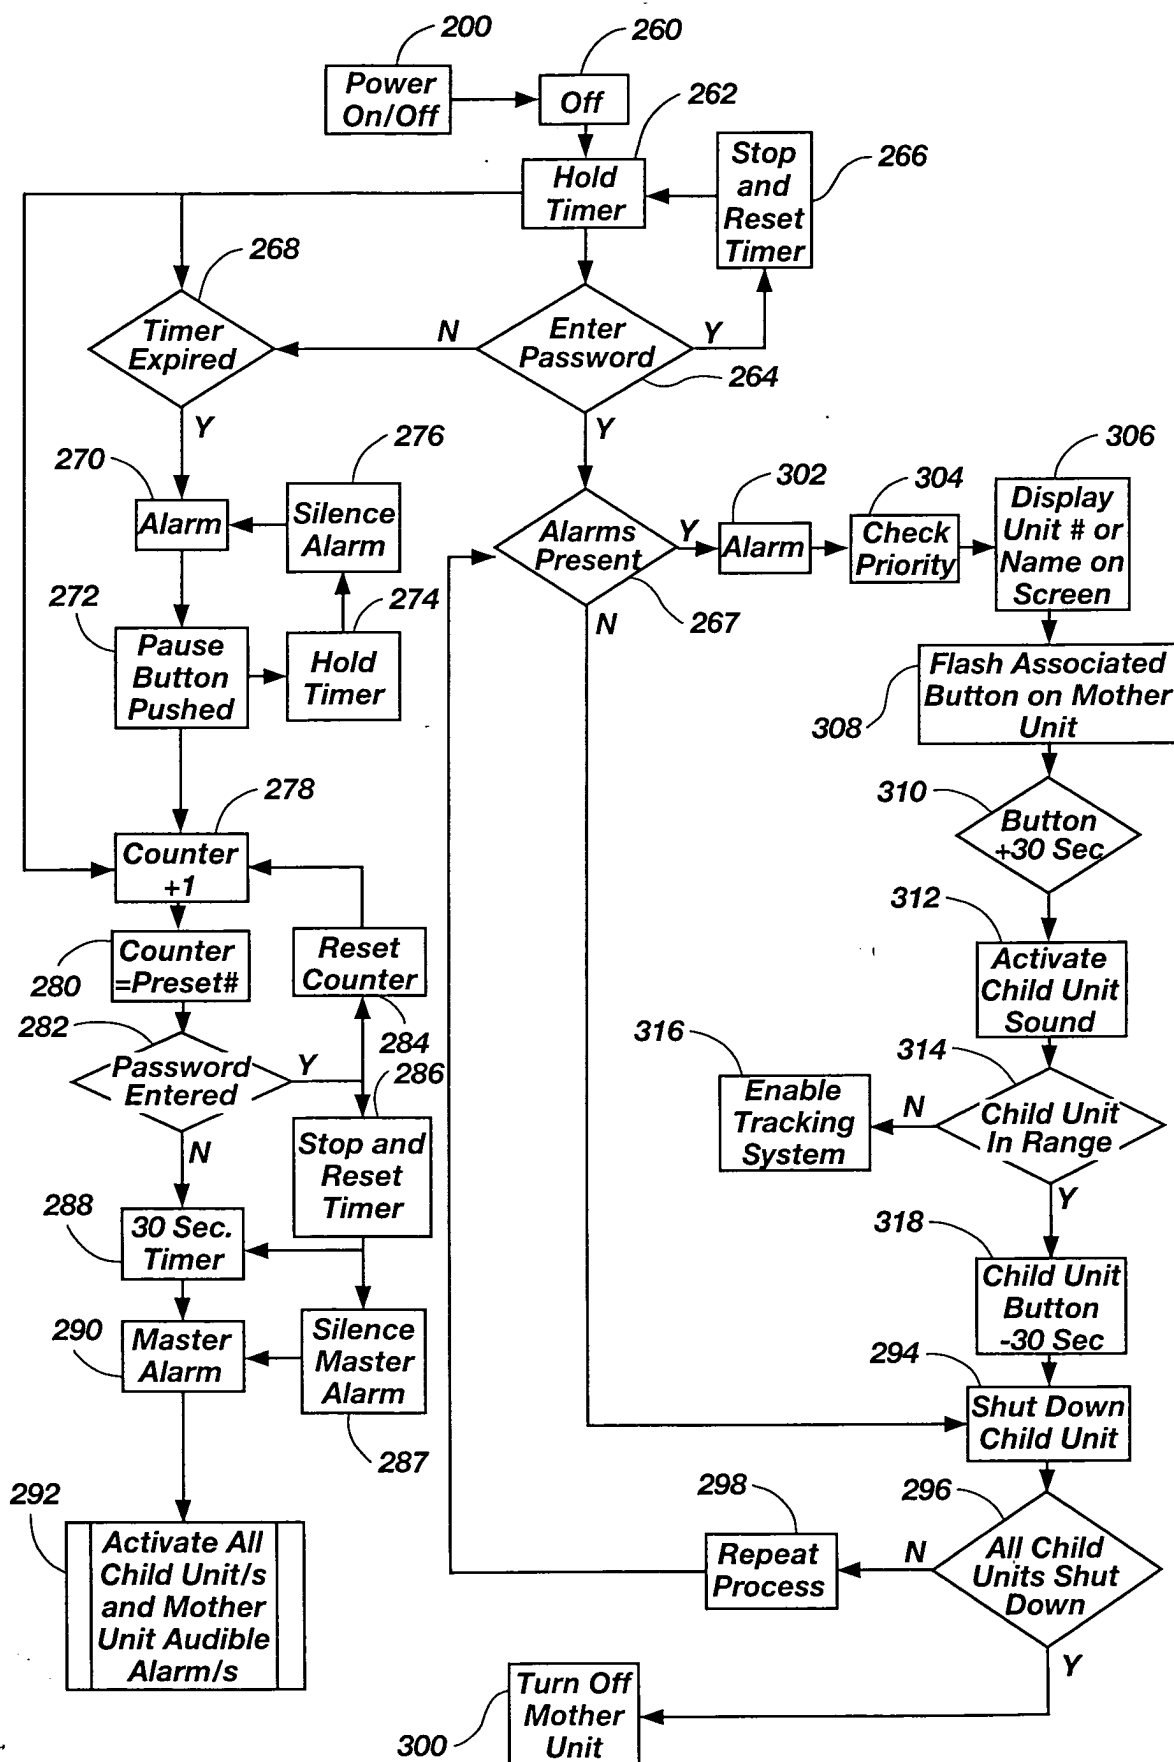 200
260
Power
On/Off
Off
262
Stop
and
Reset
Timer
266
Hold
Timer
268
Timer
Expired
N
Enter
Password
Y
264
Y
Y
270
276
Alarm
Silence
Alarm
272
274
Pause
Button
Pushed
Hold
Timer
Alarms
Present
Y
267
N
302
Alarm
304
Check
Priority
306
Display
Unit # or
Name on
Screen
Flash Associated
Button on Mother
Unit
308
310
Button
+30 Sec
278
Counter
+1
Counter
=Preset#
280
Reset
Counter
284
282
Password
Entered
Y
286
N
Stop and
Reset
Timer
288
30 Sec.
Timer
290
Master
Alarm
Silence
Master
Alarm
287
292
Activate All
Child Unit/s
and Mother
Unit Audible
Alarm/s
312
Activate
Child Unit
Sound
316
Enable
Tracking
System
314
N
Child Unit
In Range
Y
318
Child Unit
Button
-30 Sec
294
Shut Down
Child Unit
298
Repeat
Process
296
N
All Child
Units Shut
Down
Y
Turn Off
Mother
Unit
300